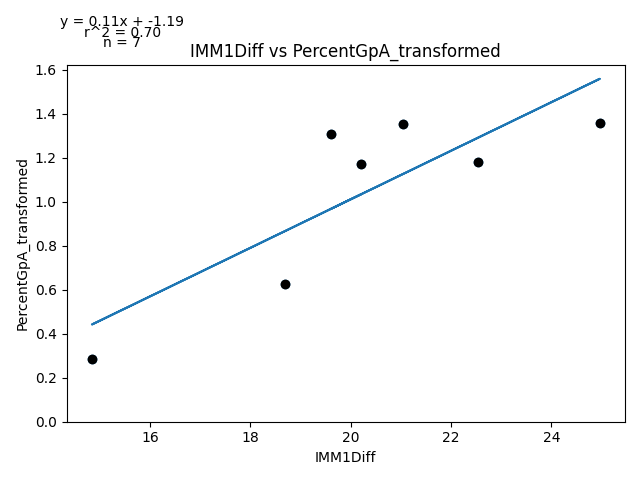 y = 0.11x + -1.19
r^2 = 0.70
n = 7
IMM1Diff vs PercentGpA_transformed
1.6
1.4
1.2
1.0
0.8
0.6
0.4
0.2
0.0
PercentGpA_transformed
16 18 20 22 24
IMM1Diff